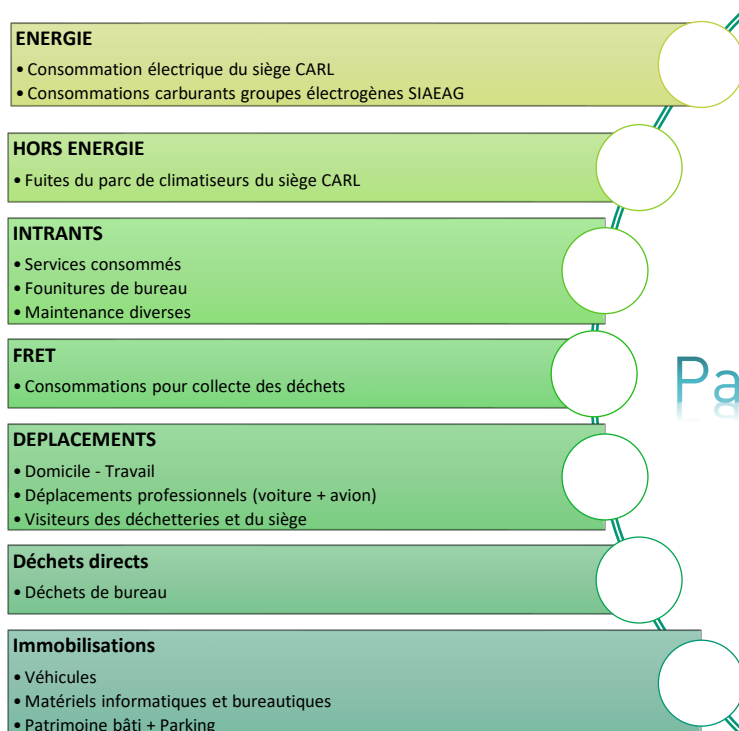 ENERGIE
• Consommation électrique du siège CARL
• Consommations carburants groupes électrogènes SIAEAG
HORS ENERGIE
• Fuites du parc de climatiseurs du siège CARL
INTRANTS
• Services consommés
• Founitures de bureau
• Maintenance diverses
FRET
• Consommations pour collecte des déchets
Pa
DEPLACEMENTS
• Domicile - Travail
• Déplacements professionnels (voiture + avion)
• Visiteurs des déchetteries et du siège
Déchets directs
• Déchets de bureau
Immobilisations
• Véhicules
• Matériels informatiques et bureautiques
• Patrimoine bâti + Parking